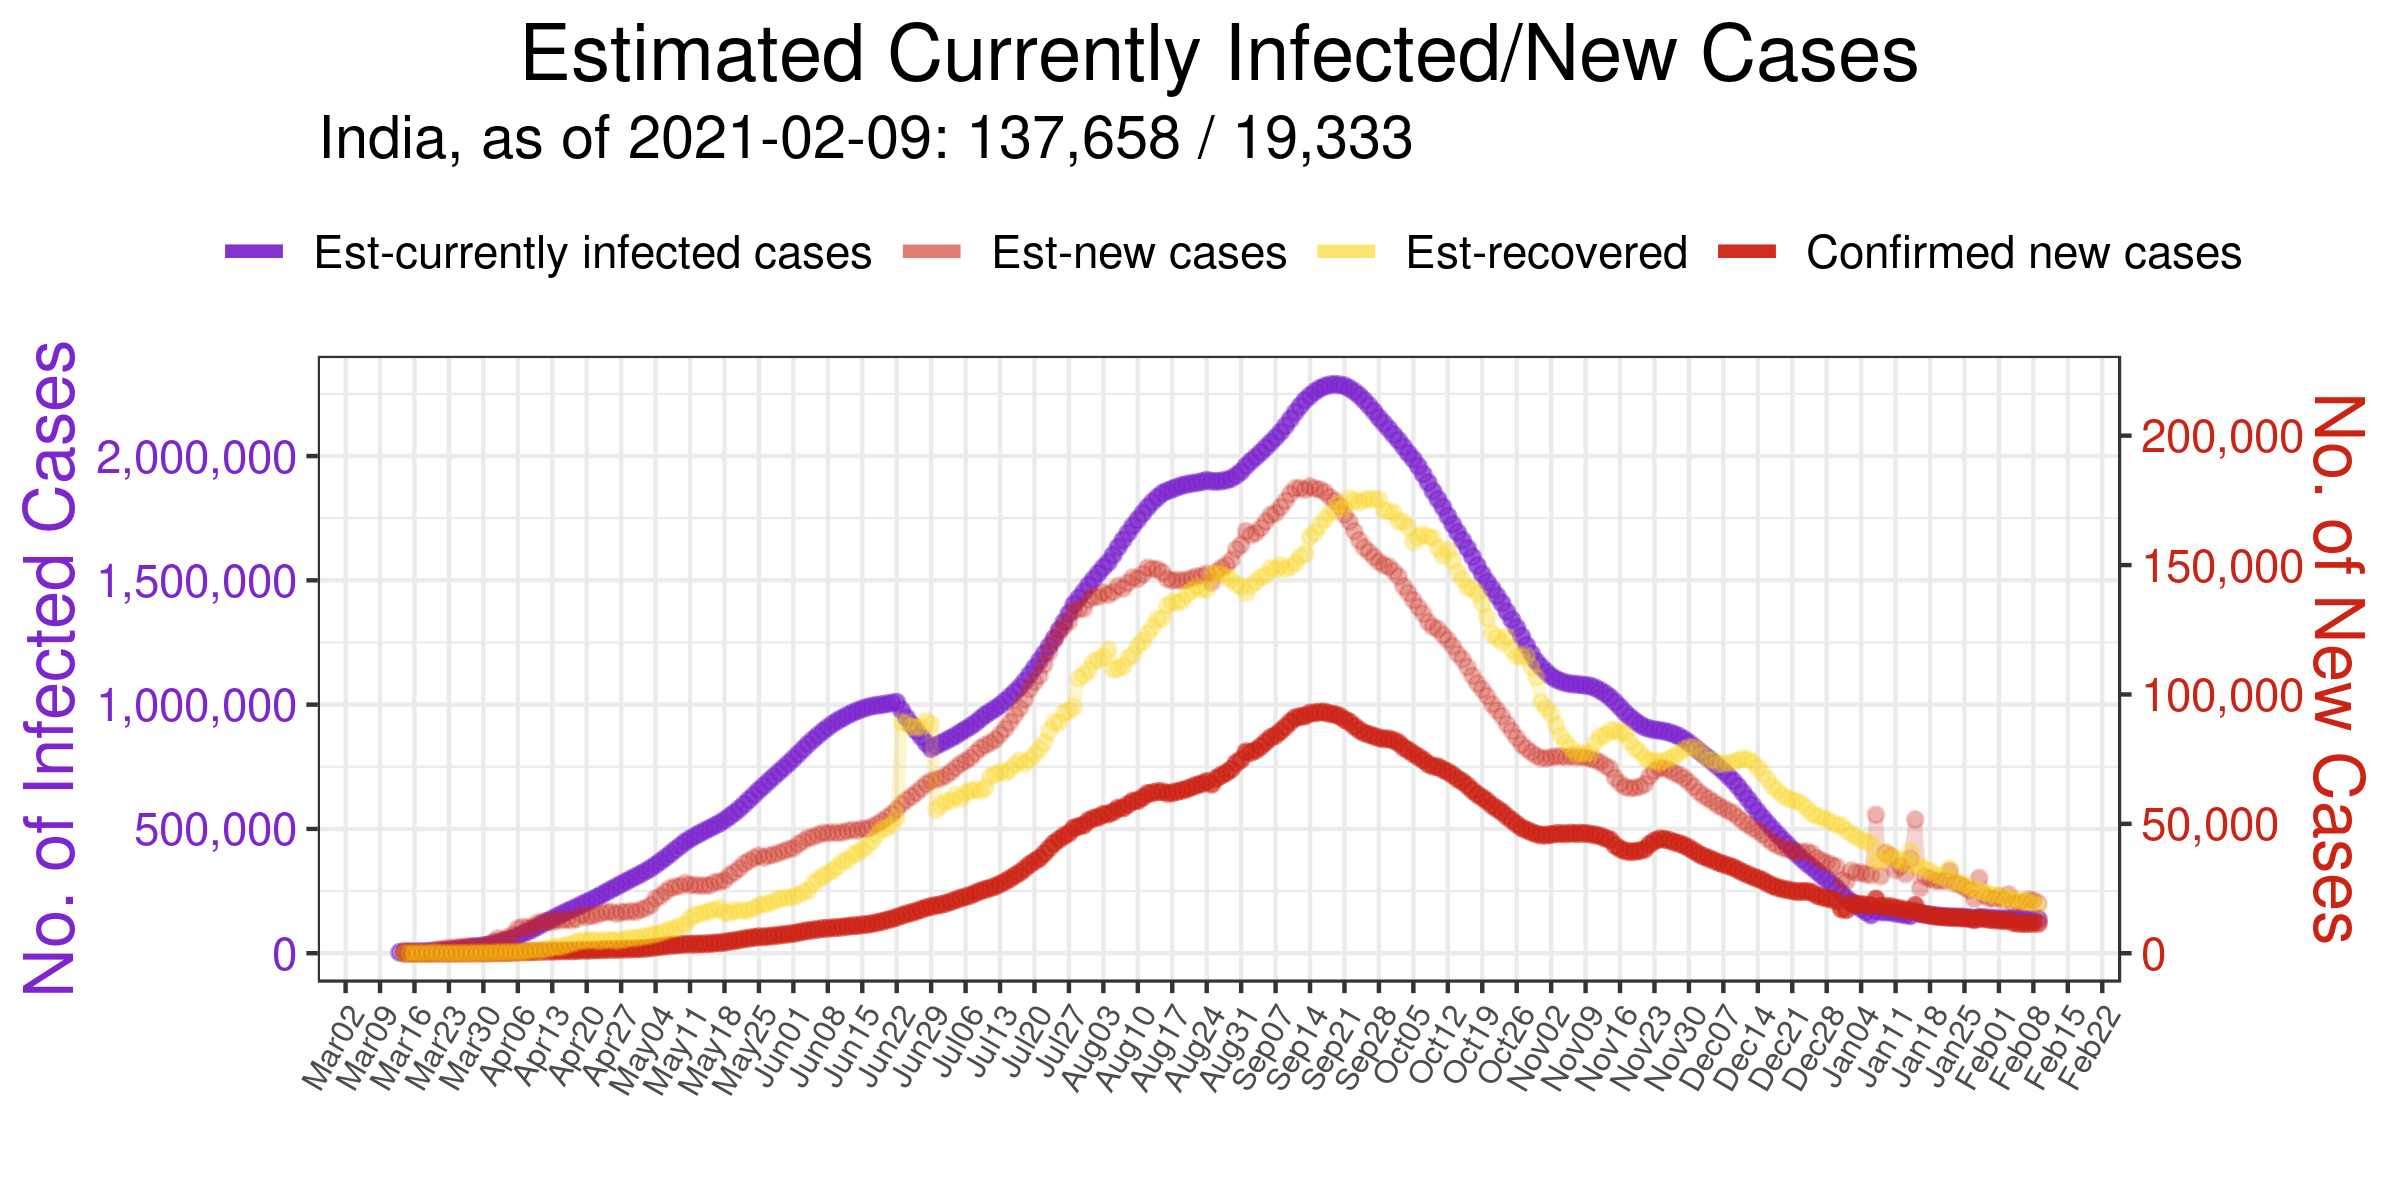 Estimated Currently Infected/New Cases
India, as of 2021-02-09: 137,658 / 19,333
Est-currently infected cases Est-new cases Est-recovered Confirmed new cases
No. of Infected Cases
2,000,000
1,500,000
1,000,000
500,000
0
200,000
150,000
100,000
50,000
0
No. of New Cases
Mar02 Mar09 Mar16 Mar23 Mar30 Apr06 Apr13 Apr20 Apr27 May04 May11 May18 May25 Jun01 Jun08 Jun15 Jun22 Jun29 Jul06 Jul13 Jul20 Jul27 Aug03 Aug10 Aug17 Aug24 Aug31 Sep07 Sep14 Sep21 Sep28 Oct05 Oct12 Oct19 Oct26 Nov02 Nov09 Nov16 Nov23 Nov30 Dec07 Dec14 Dec21 Dec28 Jan04 Jan11 Jan18 Jan25 Feb01 Feb08 Feb15 Feb22